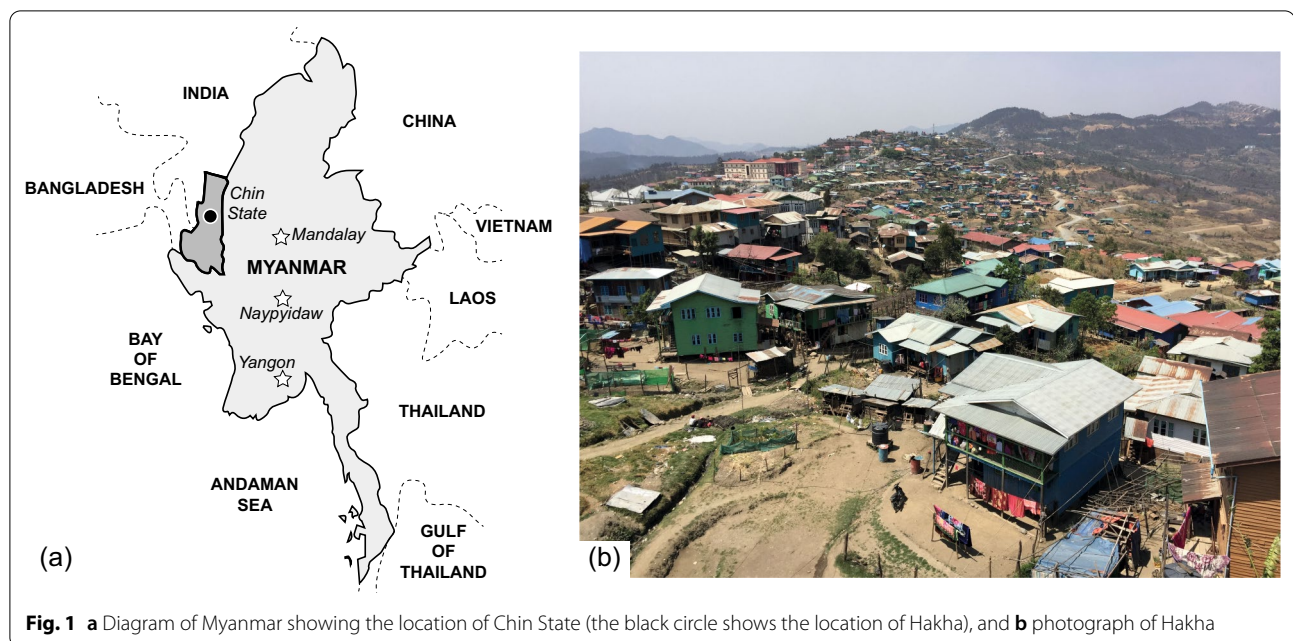 INDIA
CHINA
BANGLADESH
Chin
State
VIETNAM
Mandalay
MYANMAR
LAOS
Naypyidaw
BAY
OF
BENGAL
Yangon
THAILAND
ANDAMAN
SEA
GULF
OF
THAILAND
(a)
(b)
Fig. 1 a Diagram of Myanmar showing the location of Chin State (the black circle shows the location of Hakha), and b photograph of Hakha